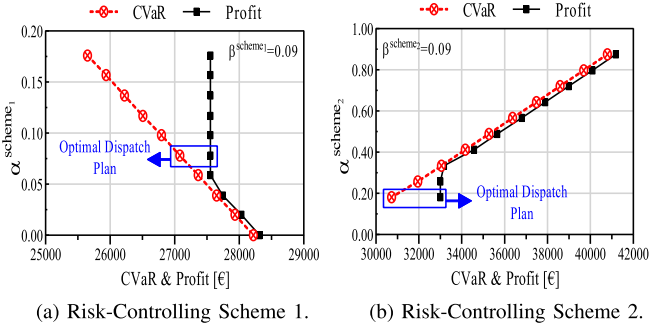 CVaR Profit
0.20
0.15
0.10
0.05
0.00
α scheme₁
β scheme₁=0.09
Optimal Dispatch
Plan
25000 26000 27000 28000 29000
CVaR & Profit [€]
(a) Risk-Controlling Scheme 1.
CVaR Profit
1.00
0.80
0.60
0.40
0.20
0.00
α scheme₂
β scheme₂=0.09
Optimal Dispatch
Plan
30000 32000 34000 36000 38000 40000 42000
CVaR & Profit [€]
(b) Risk-Controlling Scheme 2.